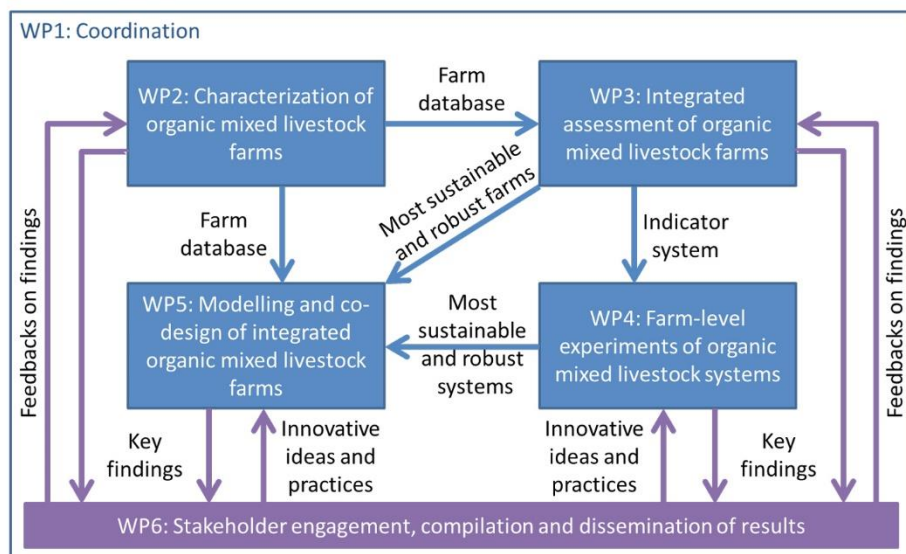 WP1: Coordination
WP2: Characterization of
organic mixed livestock
farms
Farm
database
WP3: Integrated
assessment of organic
mixed livestock farms
Feedbacks on findings
Farm
database
Most sustainable
and robust farms
Indicator
system
Feedbacks on findings
WP5: Modelling and co-
design of integrated
organic mixed livestock
farms
Most
sustainable
and robust
systems
WP4: Farm-level
experiments of organic
mixed livestock systems
Key
findings
Innovative
ideas and
practices
Innovative
ideas and
practices
Key
findings
WP6: Stakeholder engagement, compilation and dissemination of results